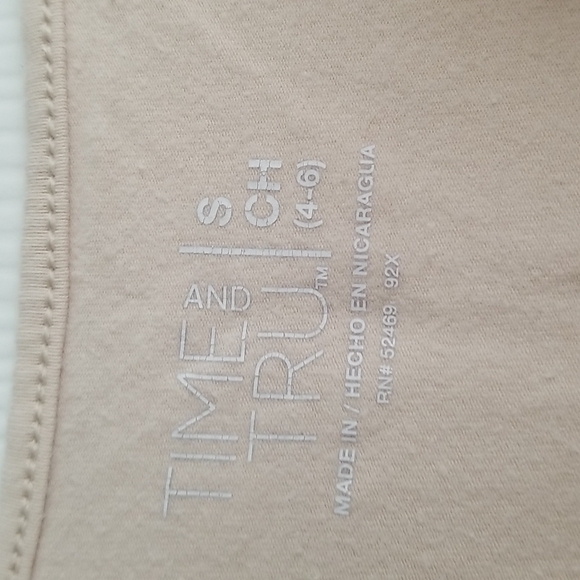 TIME
AND
TRU™
S
CH
(4-6)
MADE IN / HECHO EN NICARAGUA
RN# 52469 92X